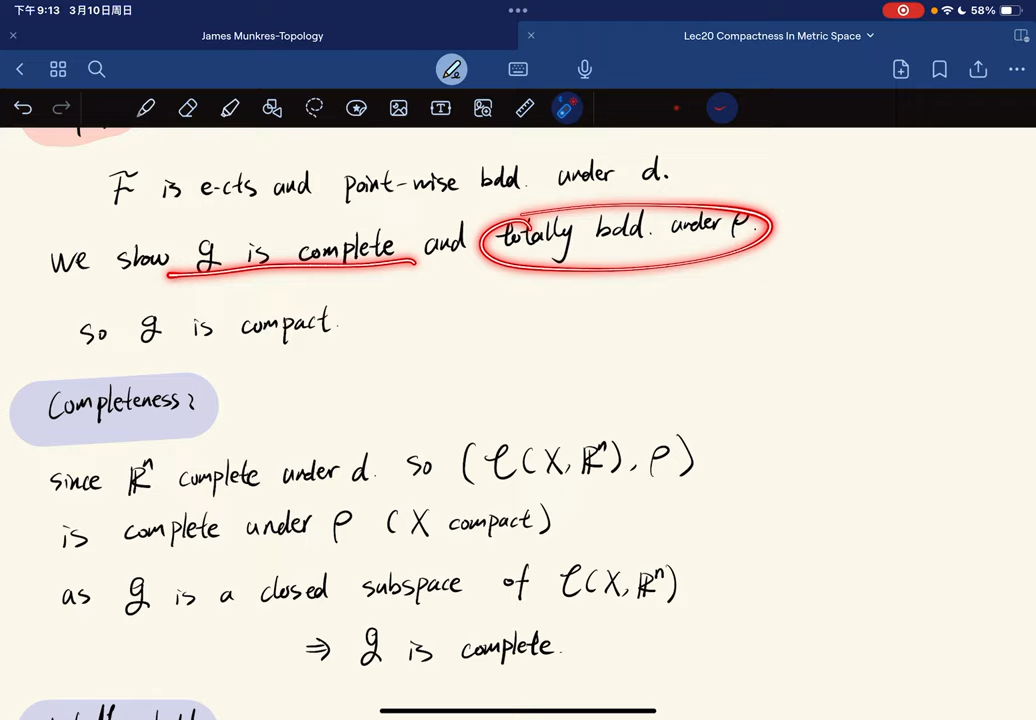 下午9:13 3月10日周日
58%
James Munkres-Topology
Lec20 Compactness In Metric Space
F is e-cts and point-wise bdd. under d.
we show g is complete and totally bdd. under ρ.
so g is compact.
Completeness:
since ℝⁿ complete under d. so (C(X, ℝⁿ), ρ)
is complete under ρ (X compact)
as g is a closed subspace of C(X, ℝⁿ)
⇒ g is complete.